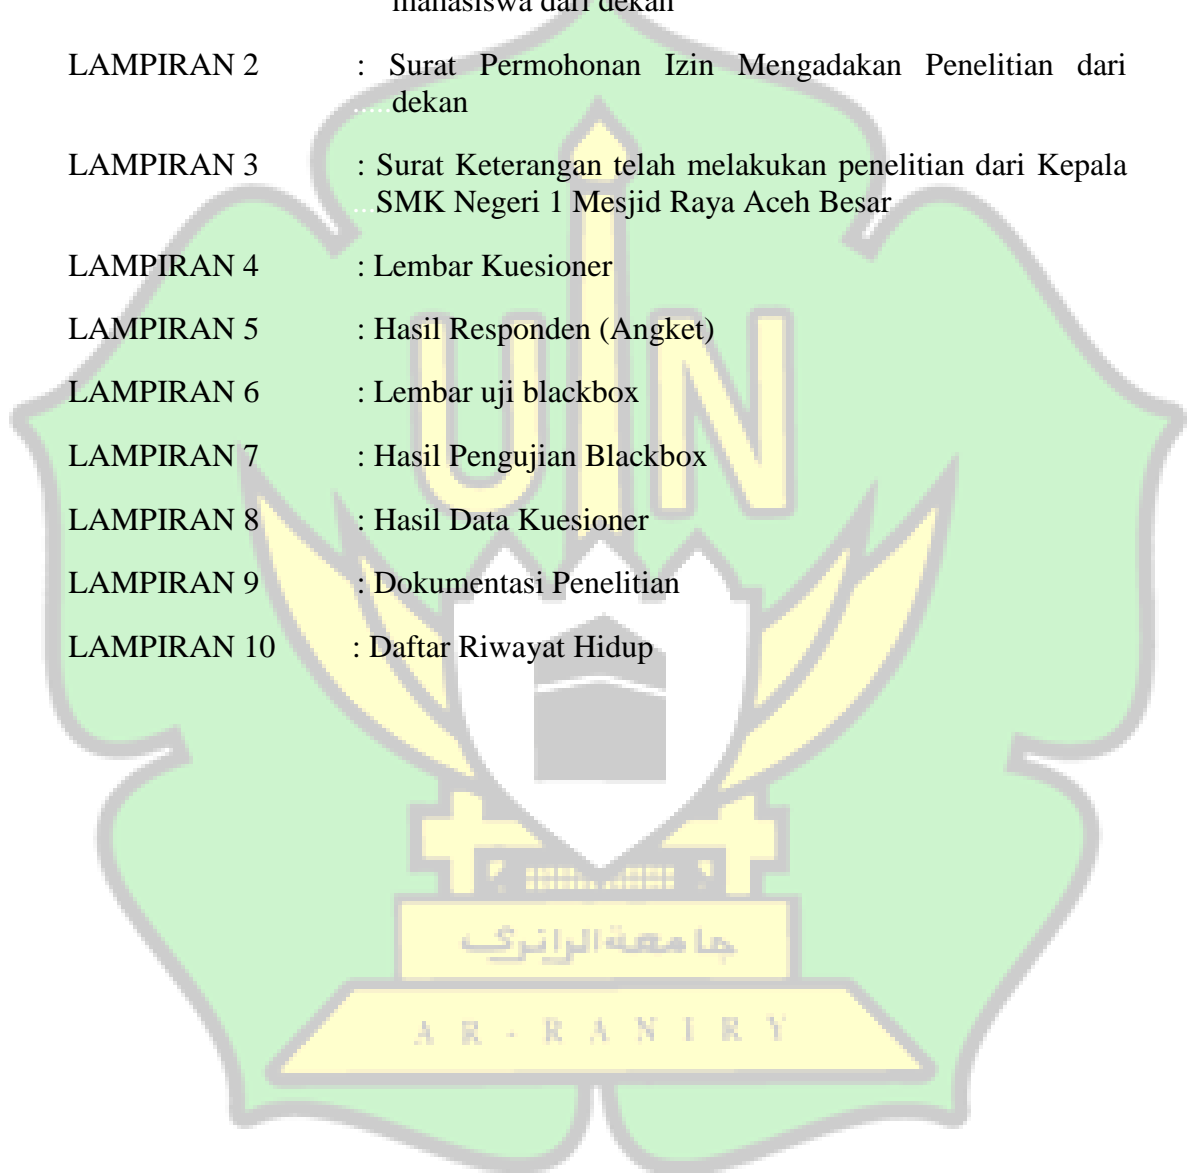 mahasiswa dari dekan
LAMPIRAN 2 : Surat Permohonan Izin Mengadakan Penelitian dari
.....dekan
LAMPIRAN 3 : Surat Keterangan telah melakukan penelitian dari Kepala
...SMK Negeri 1 Mesjid Raya Aceh Besar
LAMPIRAN 4 : Lembar Kuesioner
LAMPIRAN 5 : Hasil Responden (Angket)
LAMPIRAN 6 : Lembar uji blackbox
LAMPIRAN 7 : Hasil Pengujian Blackbox
LAMPIRAN 8 : Hasil Data Kuesioner
LAMPIRAN 9 : Dokumentasi Penelitian
LAMPIRAN 10 : Daftar Riwayat Hidup
UIN
جامعة الرانري
AR-RANIRY